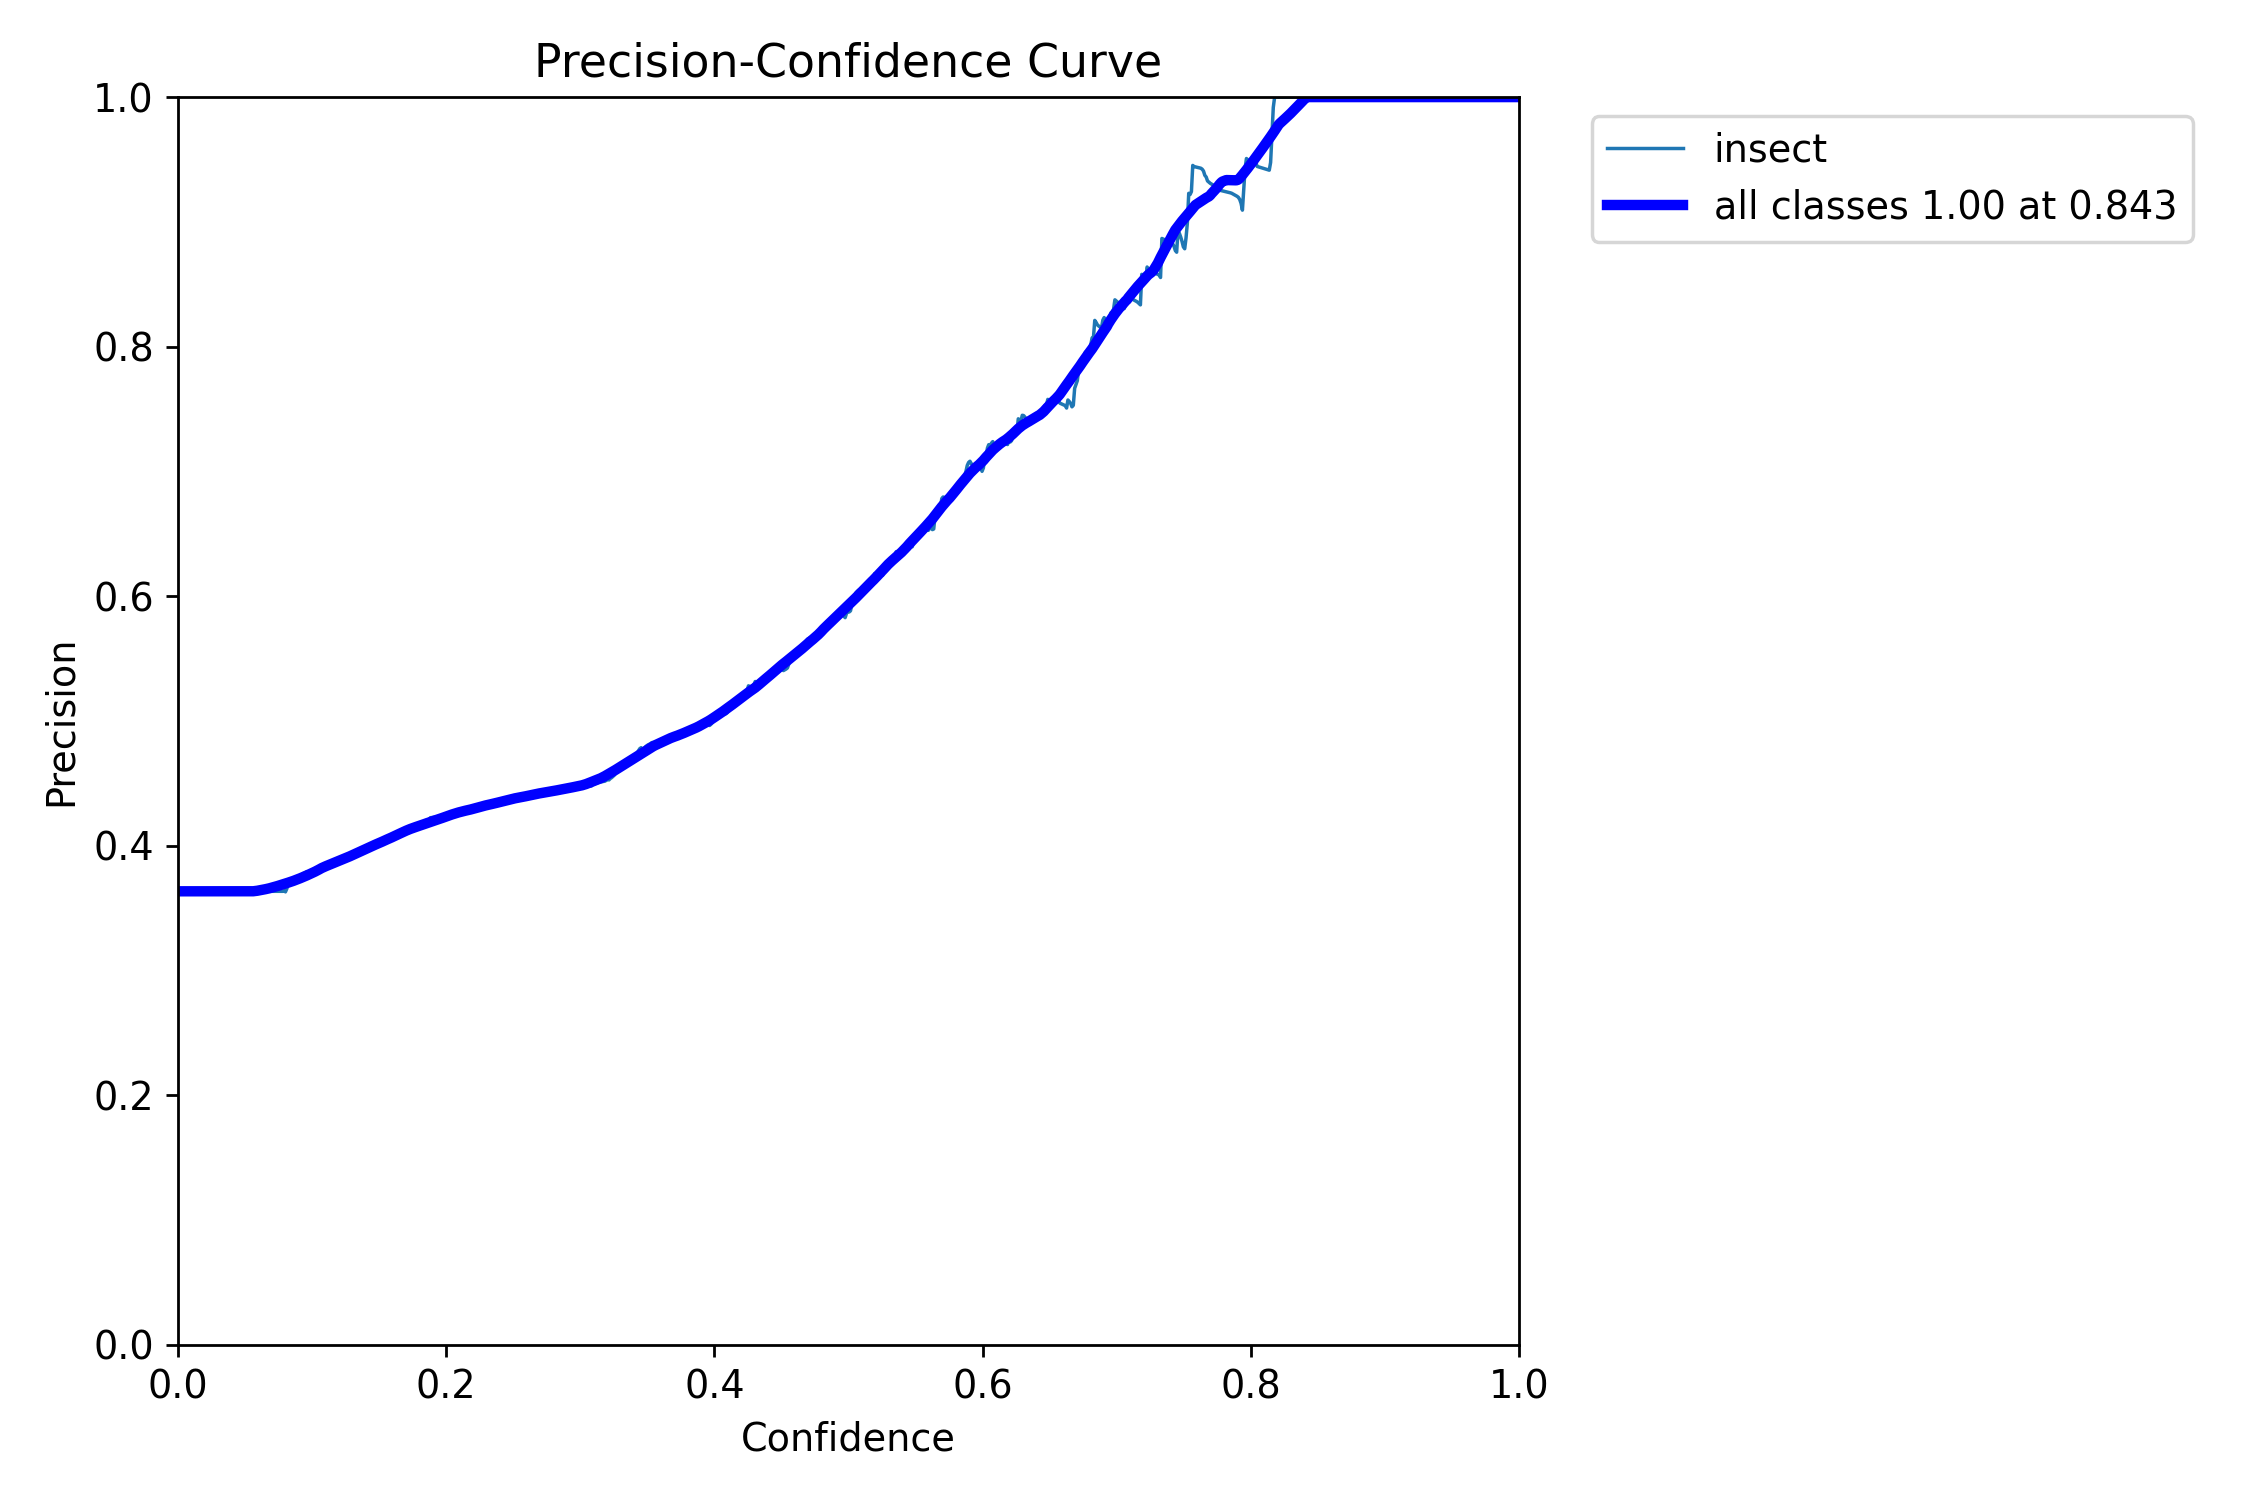 Precision-Confidence Curve
1.0
0.8
0.6
0.4
0.2
0.0
Precision
0.0 0.2 0.4 0.6 0.8 1.0
Confidence
insect
all classes 1.00 at 0.843